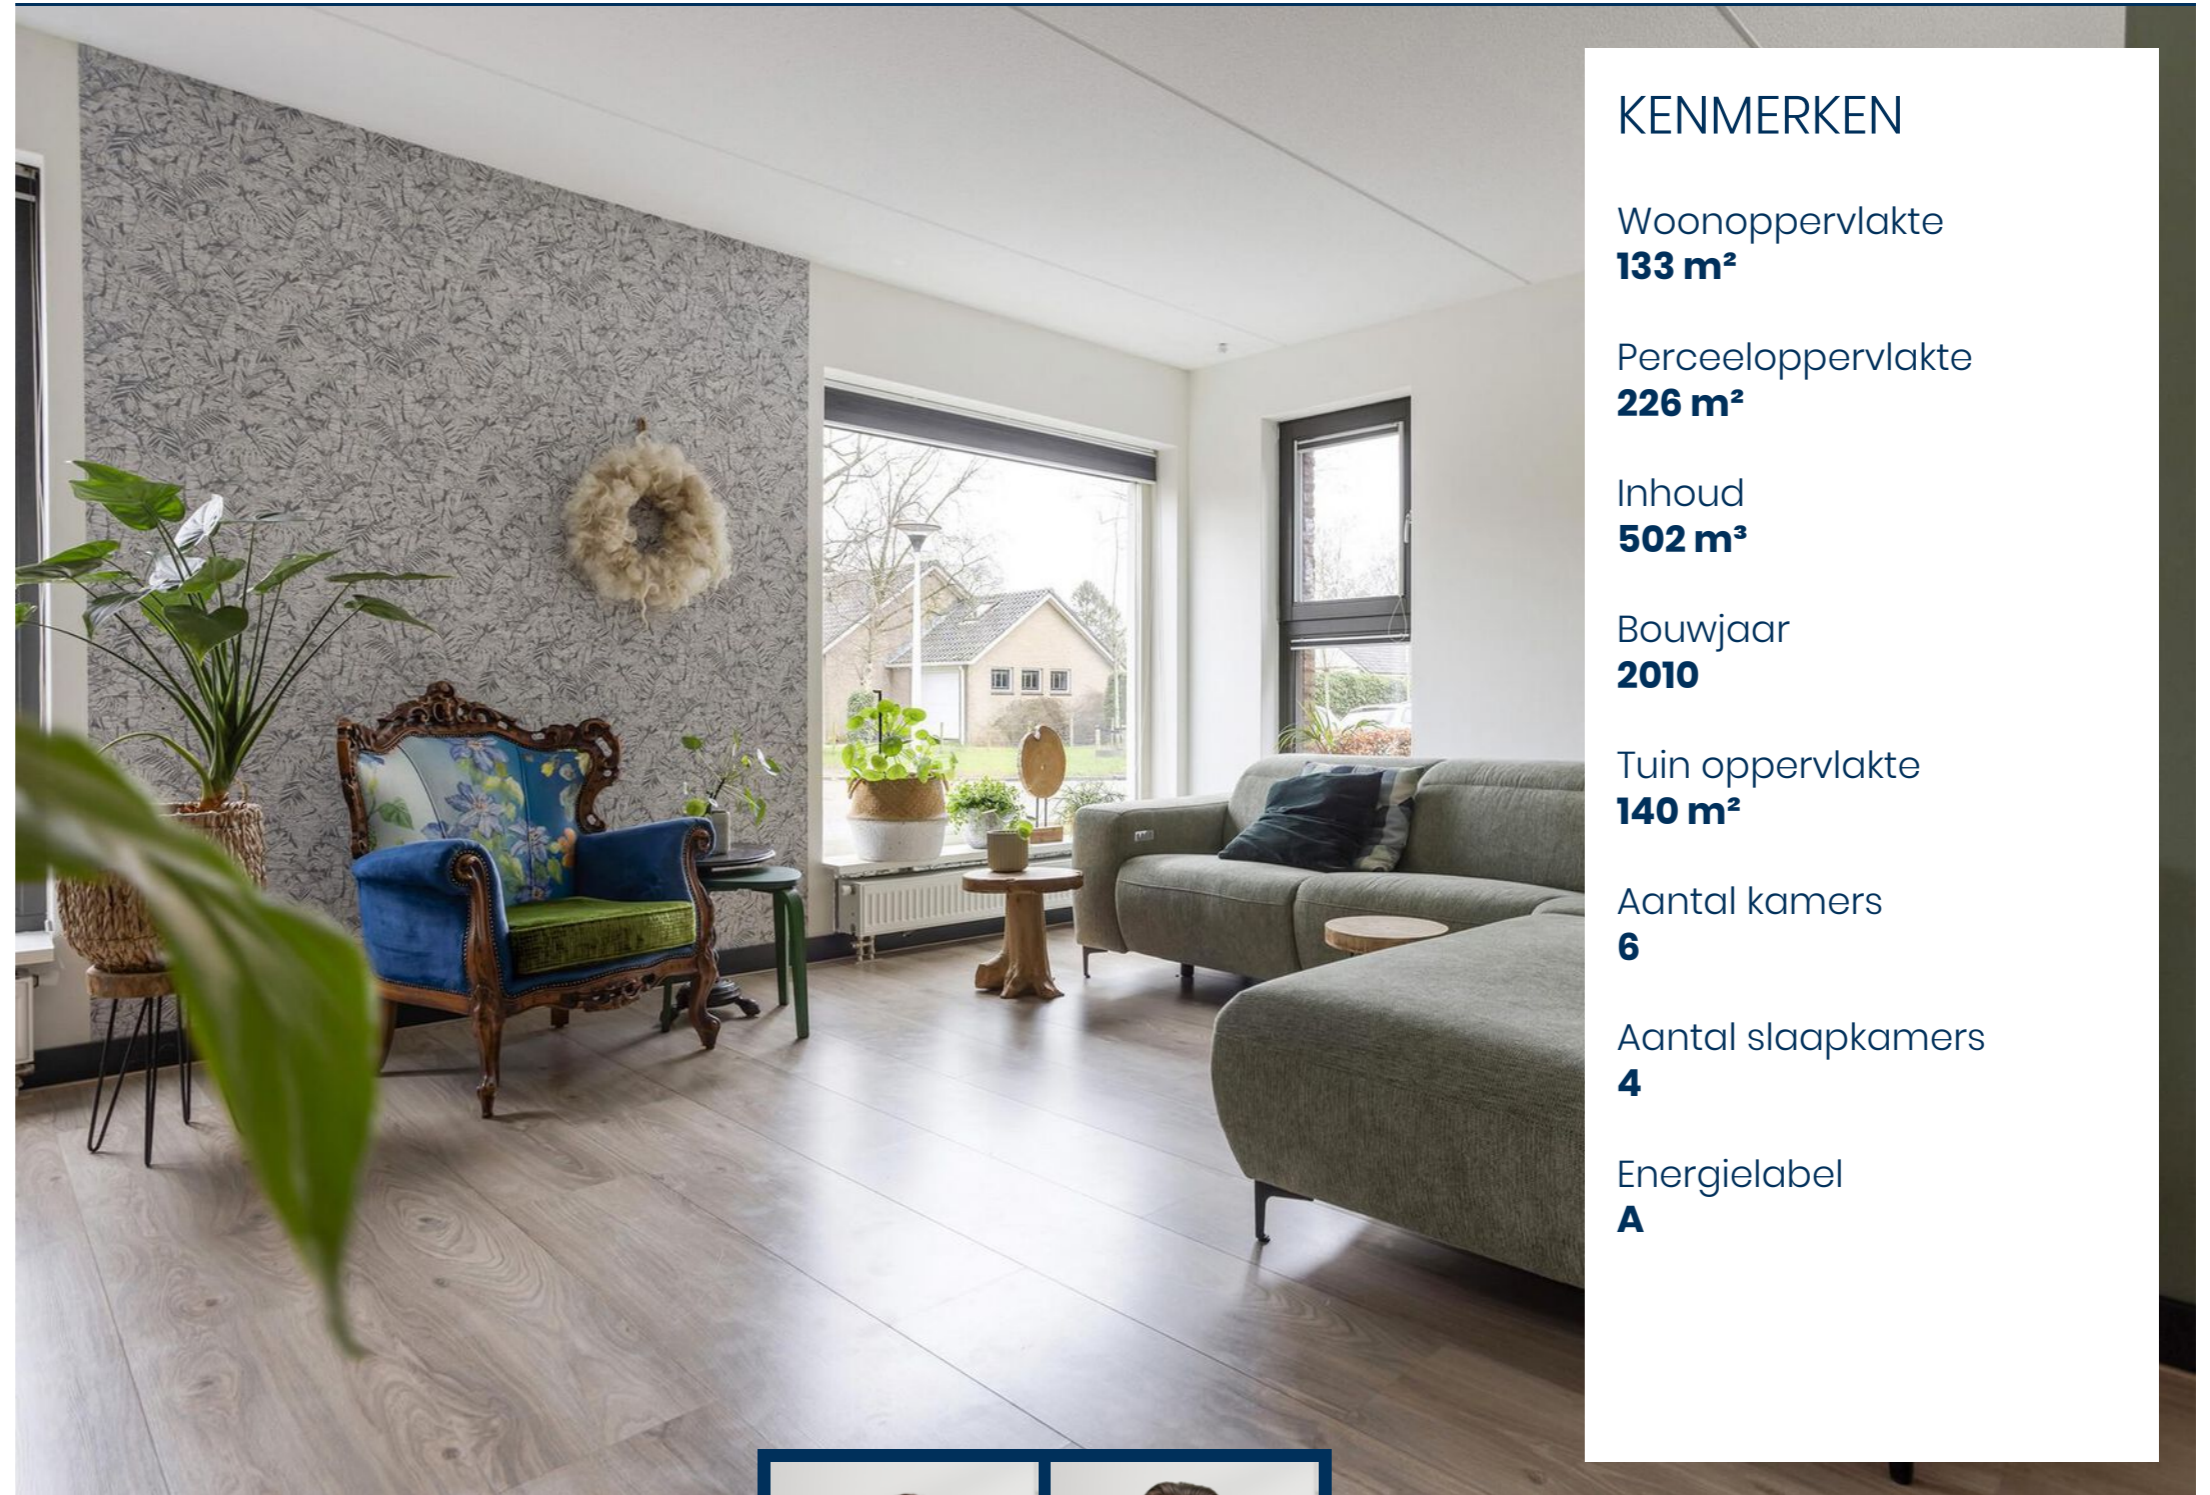 KENMERKEN
Woonoppervlakte
133 m²
Perceeloppervlakte
226 m²
Inhoud
502 m³
Bouwjaar
2010
Tuin oppervlakte
140 m²
Aantal kamers
6
Aantal slaapkamers
4
Energielabel
A